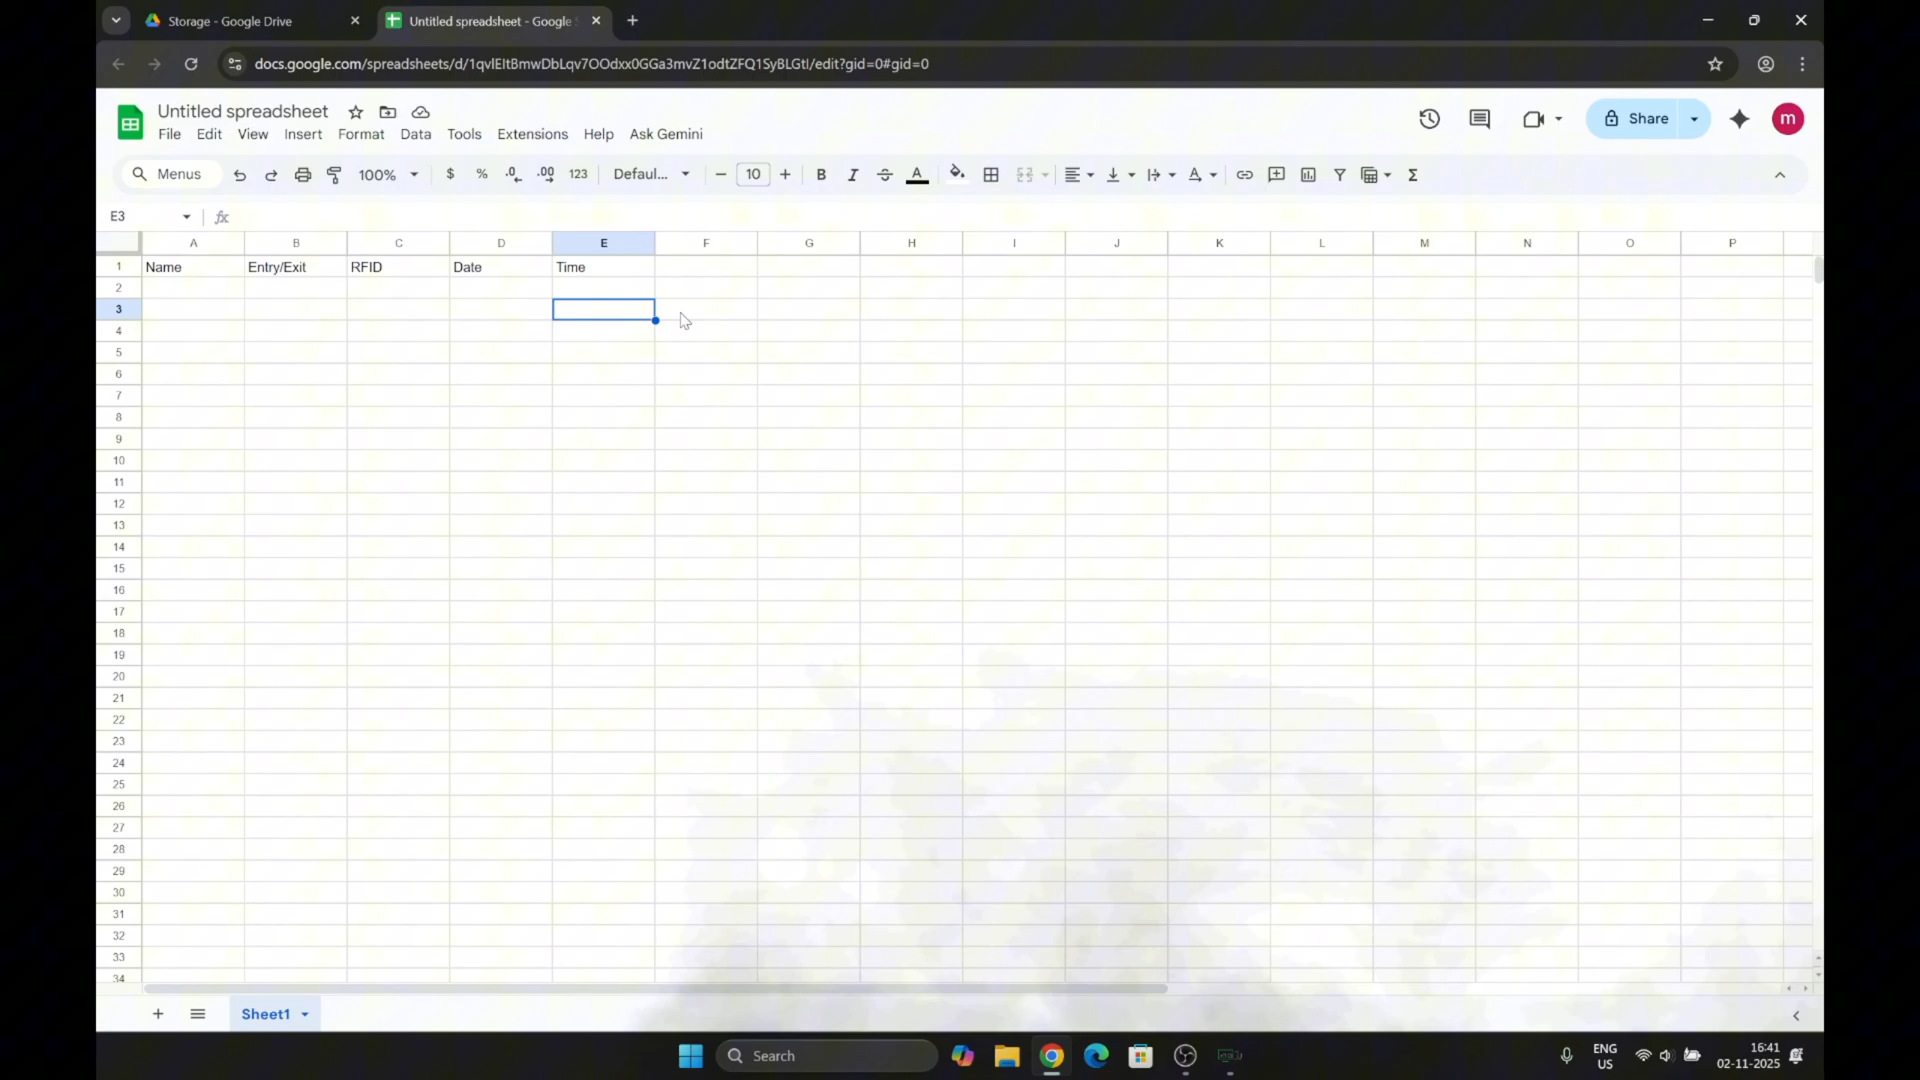 Storage - Google Drive
Untitled spreadsheet - Google
docs.google.com/spreadsheets/d/1qvlEItBmwDbLqv7OOdxx0GGa3mvZ1odtZFQ1SyBLGtI/edit?gid=0#gid=0
Untitled spreadsheet
File Edit View Insert Format Data Tools Extensions Help Ask Gemini
Share
m
Menus 100% $ % .0 .00 123 Defaul... − 10 + B I S A Σ
E3 fx
A B C D E F G H I J K L M N O P
1 Name Entry/Exit RFID Date Time
2
3
4
5
6
7
8
9
10
11
12
13
14
15
16
17
18
19
20
21
22
23
24
25
26
27
28
29
30
31
32
33
34
Sheet1
Search
ENG
US
16:41
02-11-2025